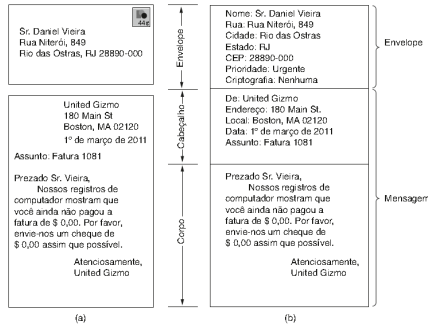 44¢
Sr. Daniel Vieira
Rua Niterói, 849
Rio das Ostras, RJ 28890-000
United Gizmo
180 Main St
Boston, MA 02120
1º de março de 2011
Assunto: Fatura 1081
Prezado Sr. Vieira,
Nossos registros de
computador mostram que
você ainda não pagou a
fatura de $ 0,00. Por favor,
envie-nos um cheque de
$ 0,00 assim que possível.
Atenciosamente,
United Gizmo
(a)
Envelope
Cabeçalho
Corpo
Nome: Sr. Daniel Vieira
Rua: Rua Niterói, 849
Cidade: Rio das Ostras
Estado: RJ
CEP: 28890-000
Prioridade: Urgente
Criptografia: Nenhuma
De: United Gizmo
Endereço: 180 Main St.
Local: Boston, MA 02120
Data: 1º de março de 2011
Assunto: Fatura 1081
Prezado Sr. Vieira,
Nossos registros de
computador mostram que
você ainda não pagou a
fatura de $ 0,00. Por favor,
envie-nos um cheque de
$ 0,00 assim que possível.
Atenciosamente,
United Gizmo
(b)
Envelope
Mensagem